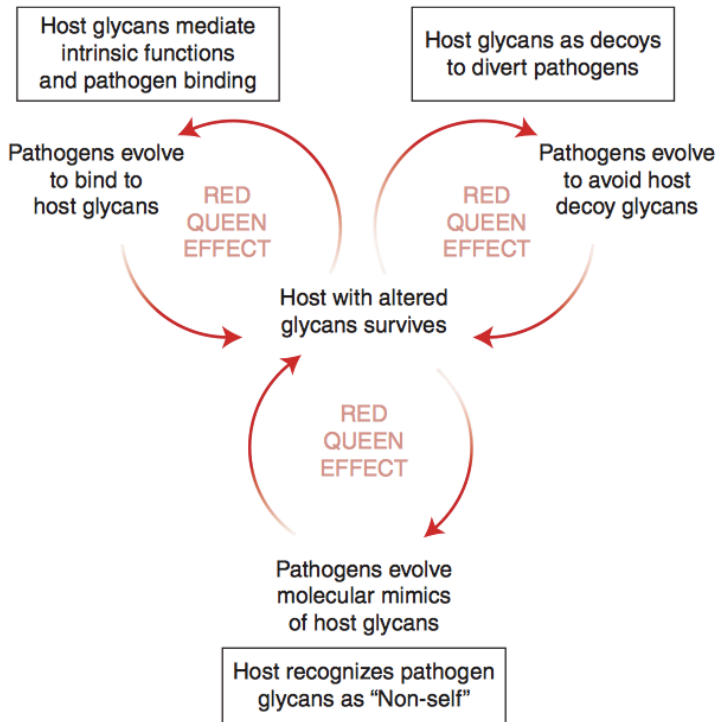 Host glycans mediate
intrinsic functions
and pathogen binding
Host glycans as decoys
to divert pathogens
Pathogens evolve
to bind to
host glycans
RED
QUEEN
EFFECT
RED
QUEEN
EFFECT
Pathogens evolve
to avoid host
decoy glycans
Host with altered
glycans survives
RED
QUEEN
EFFECT
Pathogens evolve
molecular mimics
of host glycans
Host recognizes pathogen
glycans as “Non-self”